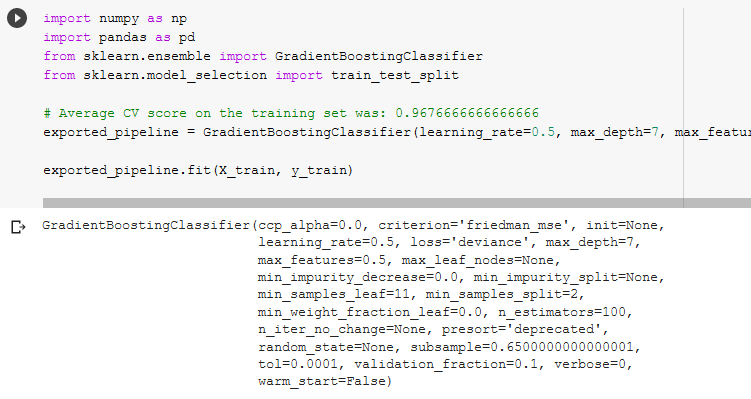 import numpy as np
import pandas as pd
from sklearn.ensemble import GradientBoostingClassifier
from sklearn.model_selection import train_test_split
# Average CV score on the training set was: 0.9676666666666666
exported_pipeline = GradientBoostingClassifier(learning_rate=0.5, max_depth=7, max_featu
exported_pipeline.fit(X_train, y_train)
GradientBoostingClassifier(ccp_alpha=0.0, criterion='friedman_mse', init=None,
learning_rate=0.5, loss='deviance', max_depth=7,
max_features=0.5, max_leaf_nodes=None,
min_impurity_decrease=0.0, min_impurity_split=None,
min_samples_leaf=11, min_samples_split=2,
min_weight_fraction_leaf=0.0, n_estimators=100,
n_iter_no_change=None, presort='deprecated',
random_state=None, subsample=0.6500000000000001,
tol=0.0001, validation_fraction=0.1, verbose=0,
warm_start=False)